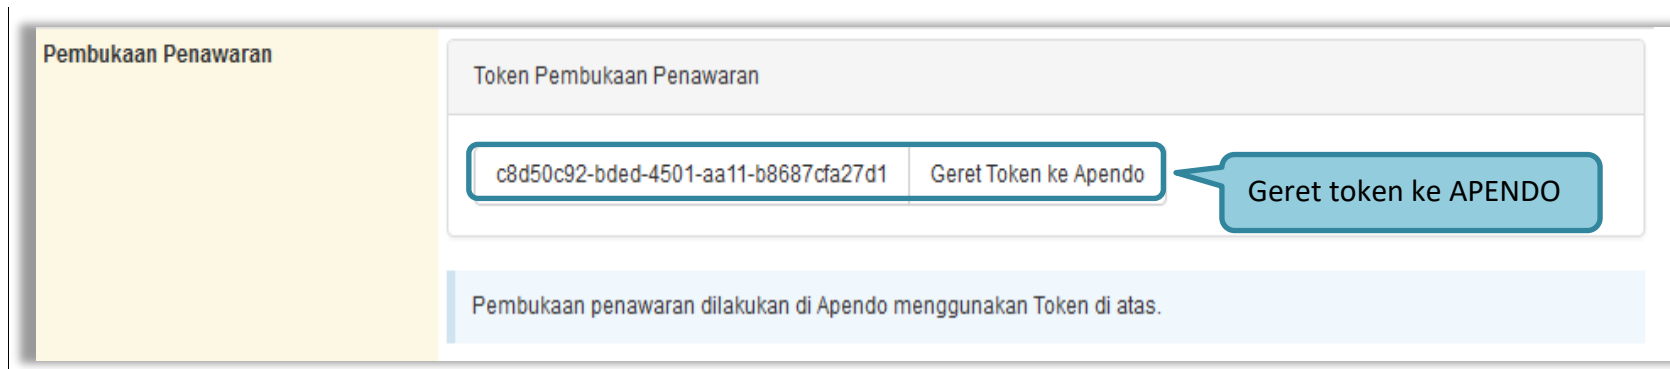 Pembukaan Penawaran
Token Pembukaan Penawaran
c8d50c92-bded-4501-aa11-b8687cfa27d1 Geret Token ke Apendo
Geret token ke APENDO
Pembukaan penawaran dilakukan di Apendo menggunakan Token di atas.